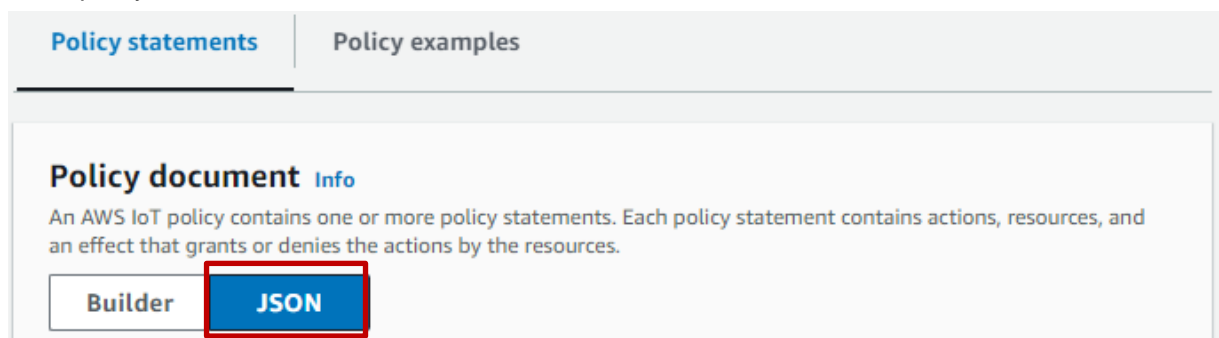 Policy statements Policy examples
Policy document Info
An AWS IoT policy contains one or more policy statements. Each policy statement contains actions, resources, and
an effect that grants or denies the actions by the resources.
Builder JSON